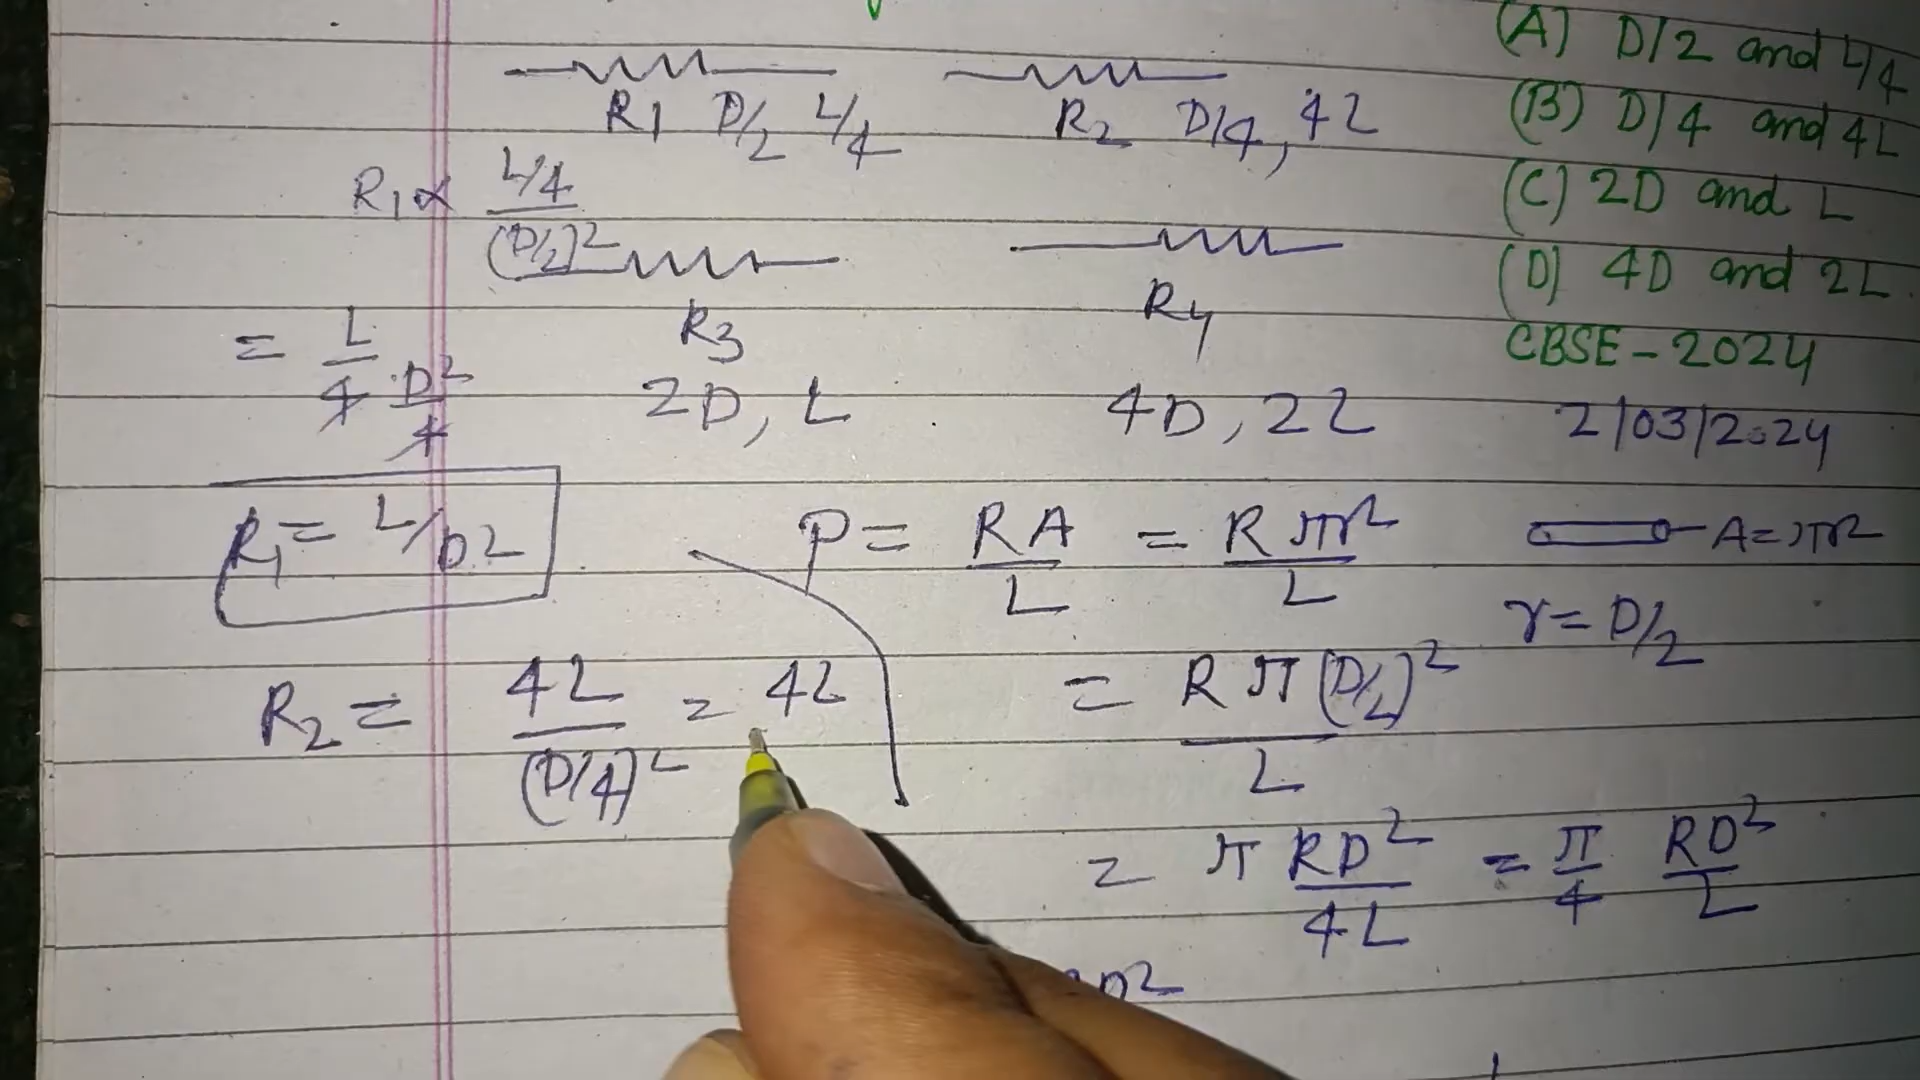 (A) D/2 and L/4
(B) D/4 and 4L
(C) 2D and L
(D) 4D and 2L
CBSE - 2024
2/03/2024
R1 D/2 L/4
R2 D/4, 4L
R1 ∝ (L/4)/(D/2)²
R3
2D, L
R4
4D, 2L
= L/(4 · D²/4)
R1 = L/D²
ρ = RA/L = Rπr²/L
A = πr²
r = D/2
R2 = 4L/(D/4)² = 4L
= Rπ(D/2)²/L
= π RD²/4L = π/4 RD²/L
D²